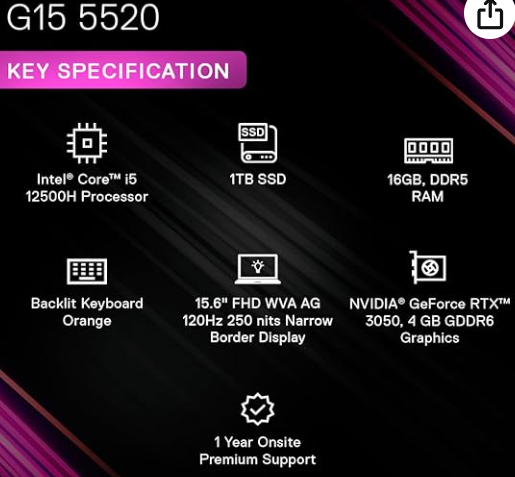 G15 5520
KEY SPECIFICATION
SSD
Intel® Core™ i5
12500H Processor
1TB SSD
16GB, DDR5
RAM
Backlit Keyboard
Orange
15.6" FHD WVA AG
120Hz 250 nits Narrow
Border Display
NVIDIA® GeForce RTX™
3050, 4 GB GDDR6
Graphics
1 Year Onsite
Premium Support